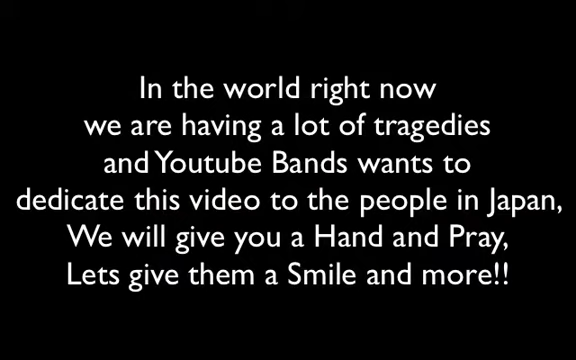 In the world right now
we are having a lot of tragedies
and Youtube Bands wants to
dedicate this video to the people in Japan,
We will give you a Hand and Pray,
Lets give them a Smile and more!!